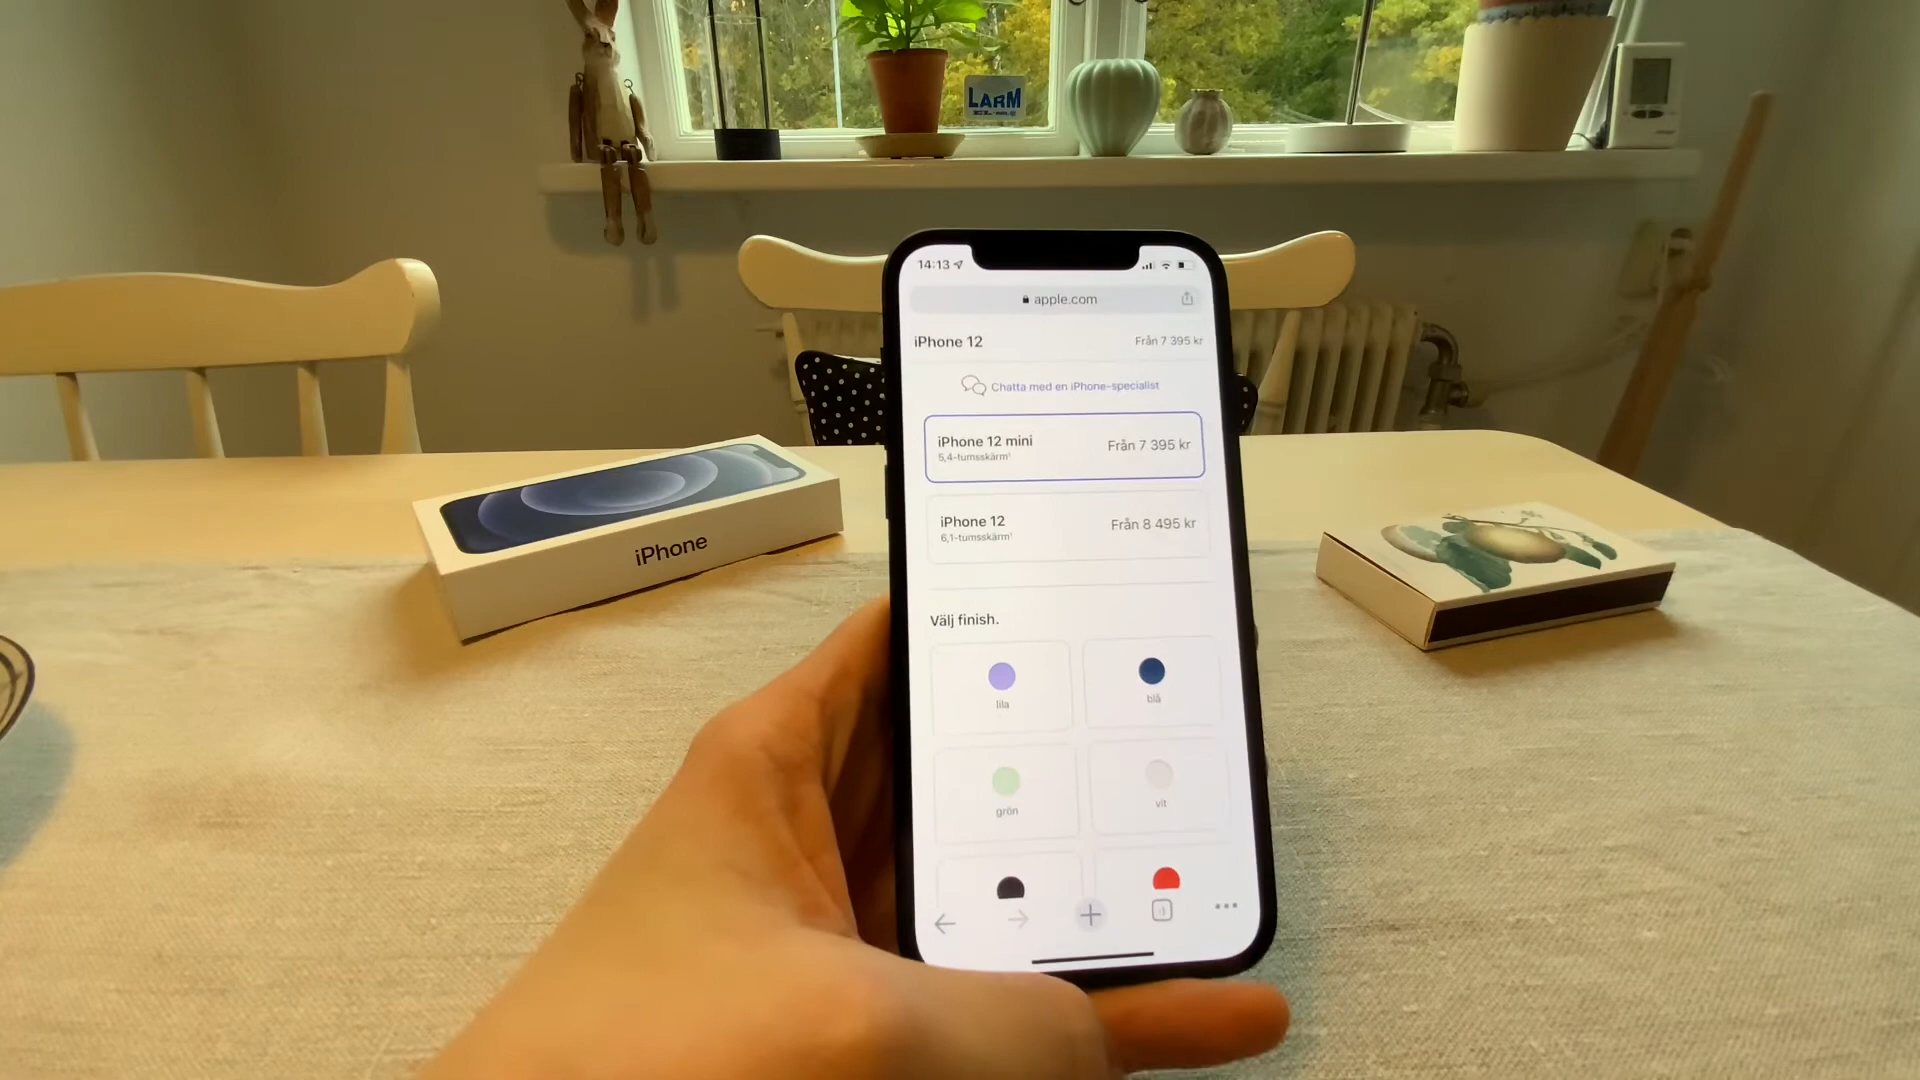 LARM
14:13
apple.com
iPhone 12
Från 7 395 kr
Chatta med en iPhone-specialist
iPhone 12 mini
Från 7 395 kr
5,4-tumsskärm¹
iPhone 12
Från 8 495 kr
6,1-tumsskärm¹
Välj finish.
lila
blå
grön
vit
iPhone